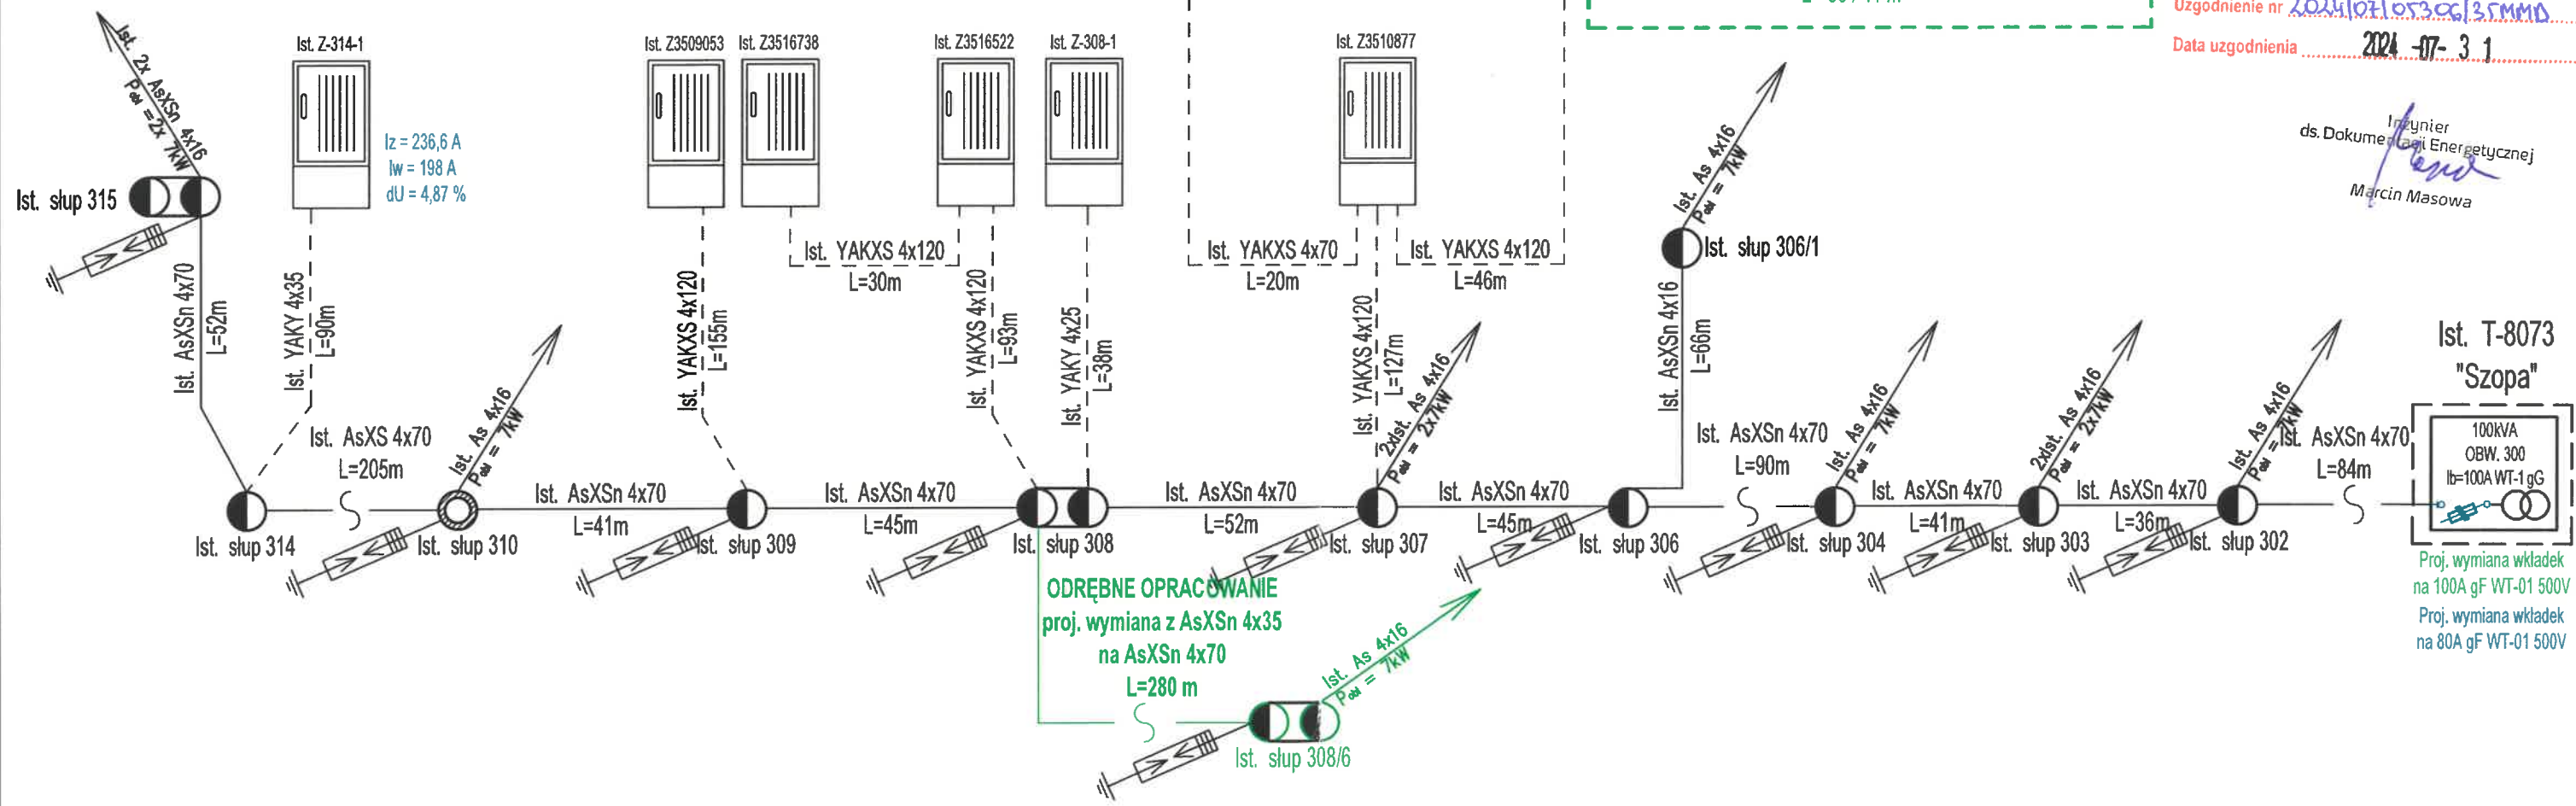 Uzgodnienie nr 2024/07/05306/35MMD
Data uzgodnienia 2024 -07- 3 1
Inżynier
ds. Dokumentacji Energetycznej
Marcin Masowa
Ist. 2x AsXSn 4x16
Pobl =2x 7kW
Ist. Z-314-1
Iz = 236,6 A
Iw = 198 A
dU = 4,87 %
Ist. Z3509053
Ist. Z3516738
Ist. Z3516522
Ist. Z-308-1
Ist. Z3510877
Ist. słup 315
Ist. AsXSn 4x70
L=52m
Ist. YAKY 4x35
L=90m
Ist. YAKXS 4x120
L=155m
Ist. YAKXS 4x120
L=30m
Ist. YAKXS 4x120
L=93m
Ist. YAKY 4x25
L=38m
Ist. YAKXS 4x70
L=20m
Ist. YAKXS 4x120
L=46m
Ist. YAKXS 4x120
L=127m
2xIst. As 4x16
Pobl = 2x7kW
Ist. As 4x16
Pobl = 7kW
Ist. słup 306/1
Ist. AsXSn 4x16
L=66m
Ist. AsXS 4x70
L=205m
Ist. As 4x16
Pobl = 7kW
Ist. AsXSn 4x70
L=41m
Ist. AsXSn 4x70
L=45m
Ist. AsXSn 4x70
L=52m
Ist. AsXSn 4x70
L=45m
Ist. AsXSn 4x70
L=90m
Ist. As 4x16
Pobl = 7kW
Ist. AsXSn 4x70
L=41m
2xIst. As 4x16
Pobl = 2x7kW
Ist. AsXSn 4x70
L=36m
Ist. As 4x16
Pobl = 7kW
Ist. AsXSn 4x70
L=84m
Ist. T-8073
"Szopa"
100kVA
OBW. 300
Ib=100A WT-1 gG
Proj. wymiana wkładek
na 100A gF WT-01 500V
Proj. wymiana wkładek
na 80A gF WT-01 500V
Ist. słup 314
Ist. słup 310
Ist. słup 309
Ist. słup 308
Ist. słup 307
Ist. słup 306
Ist. słup 304
Ist. słup 303
Ist. słup 302
ODRĘBNE OPRACOWANIE
proj. wymiana z AsXSn 4x35
na AsXSn 4x70
L=280 m
Ist. As 4x16
Pobl = 7kW
Ist. słup 308/6